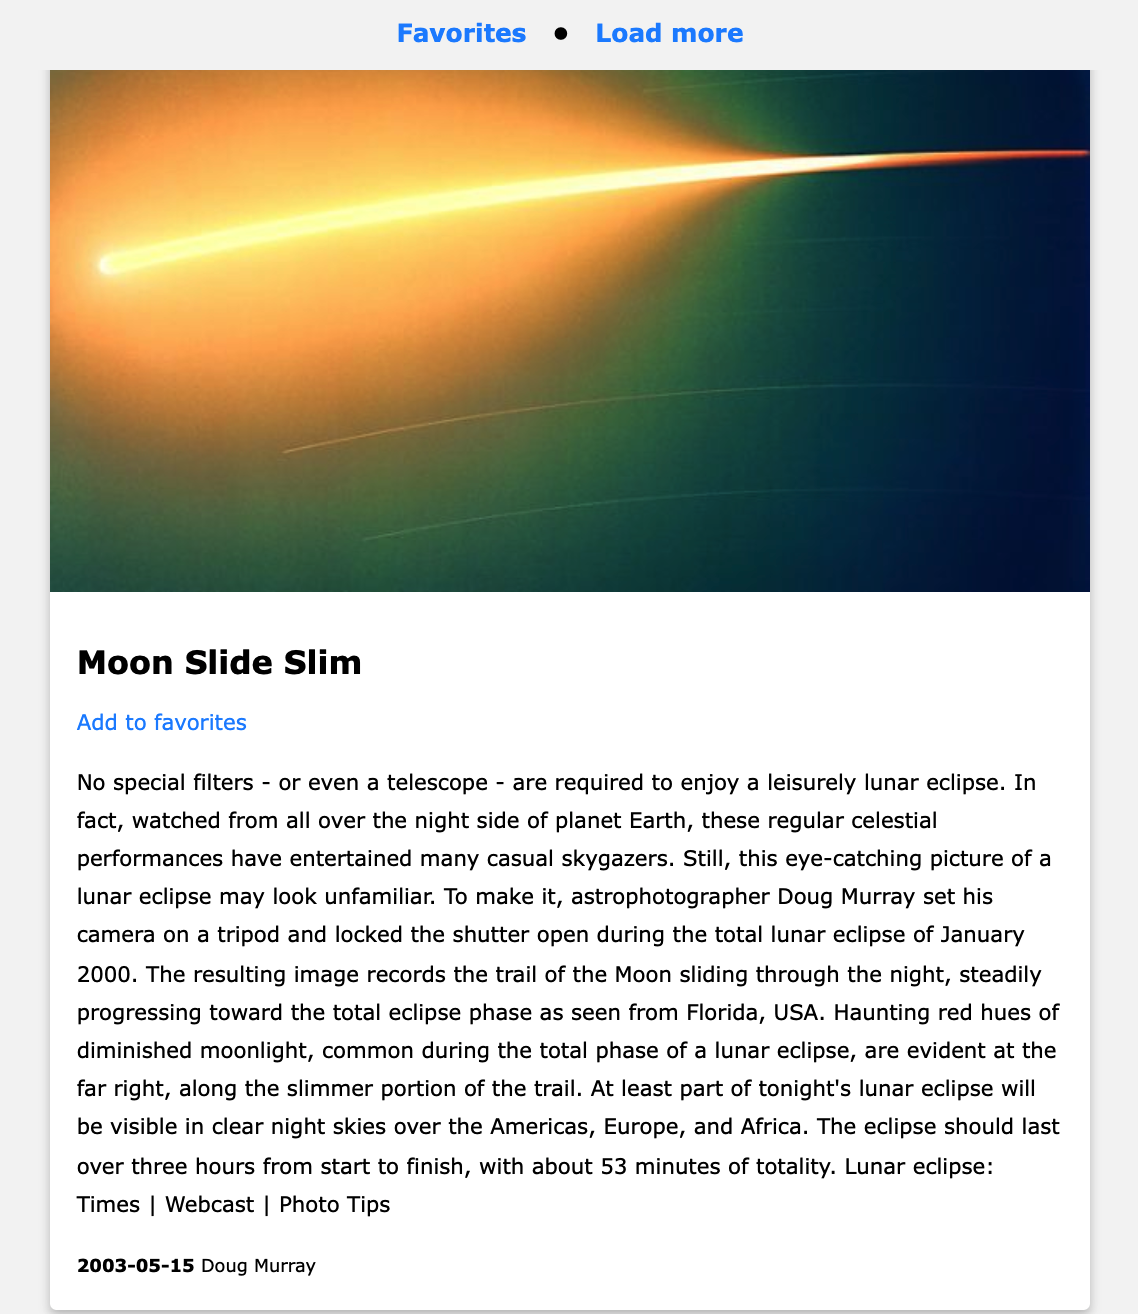 Favorites ● Load more
Moon Slide Slim
Add to favorites
No special filters - or even a telescope - are required to enjoy a leisurely lunar eclipse. In
fact, watched from all over the night side of planet Earth, these regular celestial
performances have entertained many casual skygazers. Still, this eye-catching picture of a
lunar eclipse may look unfamiliar. To make it, astrophotographer Doug Murray set his
camera on a tripod and locked the shutter open during the total lunar eclipse of January
2000. The resulting image records the trail of the Moon sliding through the night, steadily
progressing toward the total eclipse phase as seen from Florida, USA. Haunting red hues of
diminished moonlight, common during the total phase of a lunar eclipse, are evident at the
far right, along the slimmer portion of the trail. At least part of tonight's lunar eclipse will
be visible in clear night skies over the Americas, Europe, and Africa. The eclipse should last
over three hours from start to finish, with about 53 minutes of totality. Lunar eclipse:
Times | Webcast | Photo Tips
2003-05-15 Doug Murray